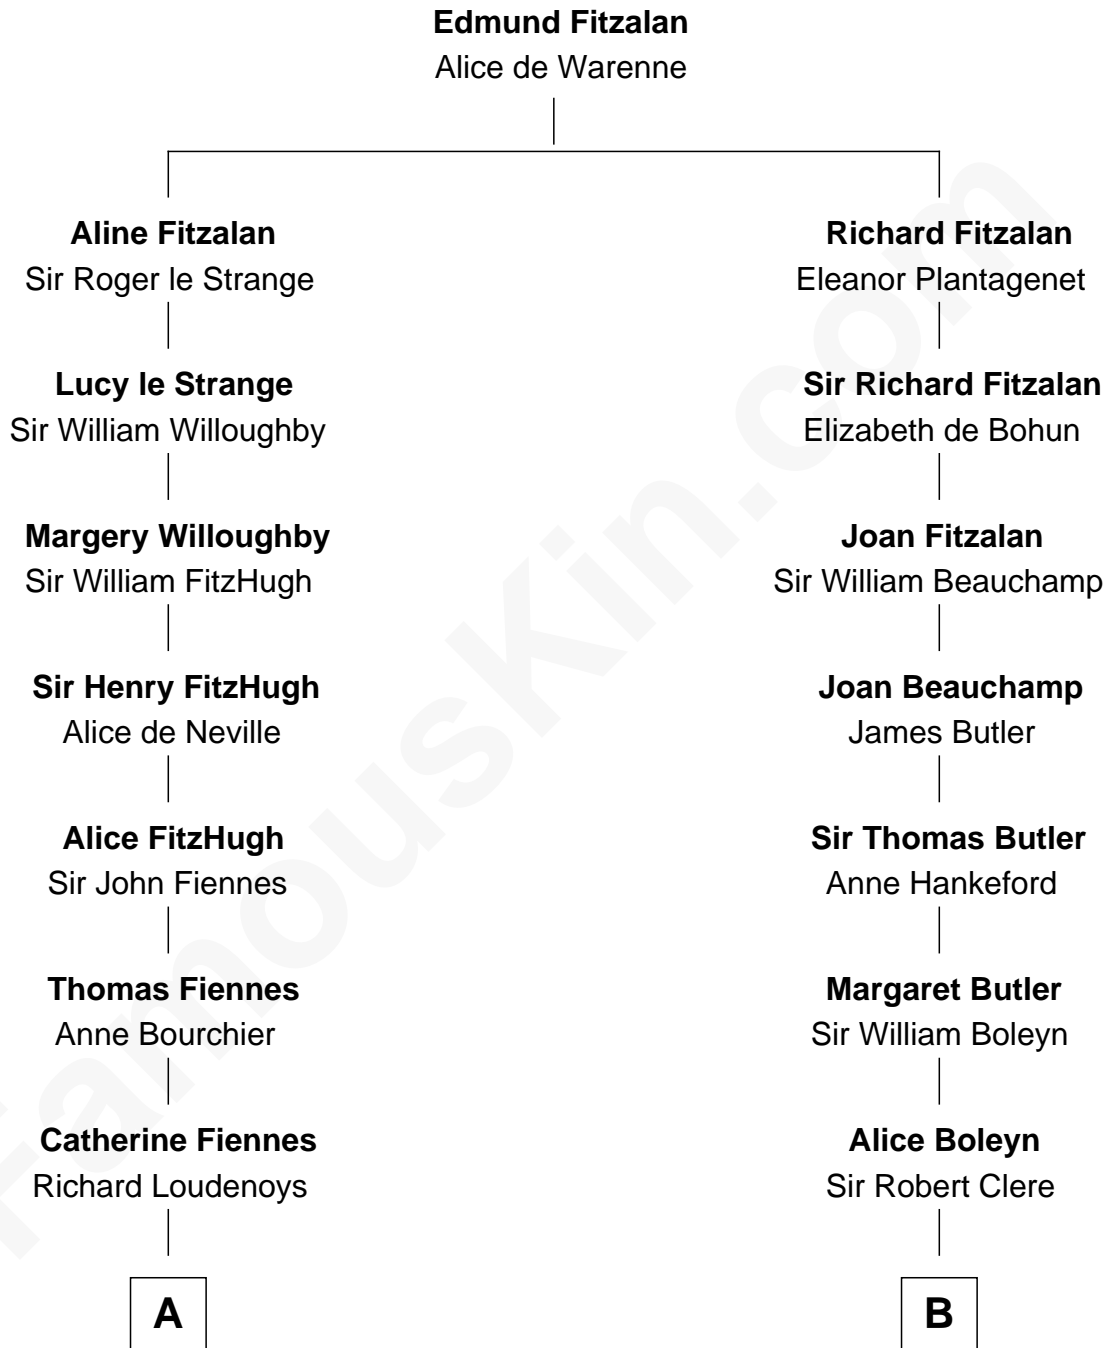 Edmund Fitzalan
Alice de Warenne
Aline Fitzalan
Sir Roger le Strange
Richard Fitzalan
Eleanor Plantagenet
Lucy le Strange
Sir William Willoughby
Sir Richard Fitzalan
Elizabeth de Bohun
Margery Willoughby
Sir William FitzHugh
Joan Fitzalan
Sir William Beauchamp
Sir Henry FitzHugh
Alice de Neville
Joan Beauchamp
James Butler
Alice FitzHugh
Sir John Fiennes
Sir Thomas Butler
Anne Hankeford
Thomas Fiennes
Anne Bourchier
Margaret Butler
Sir William Boleyn
Catherine Fiennes
Richard Loudenoys
Alice Boleyn
Sir Robert Clere
A
B
FamousKin.com